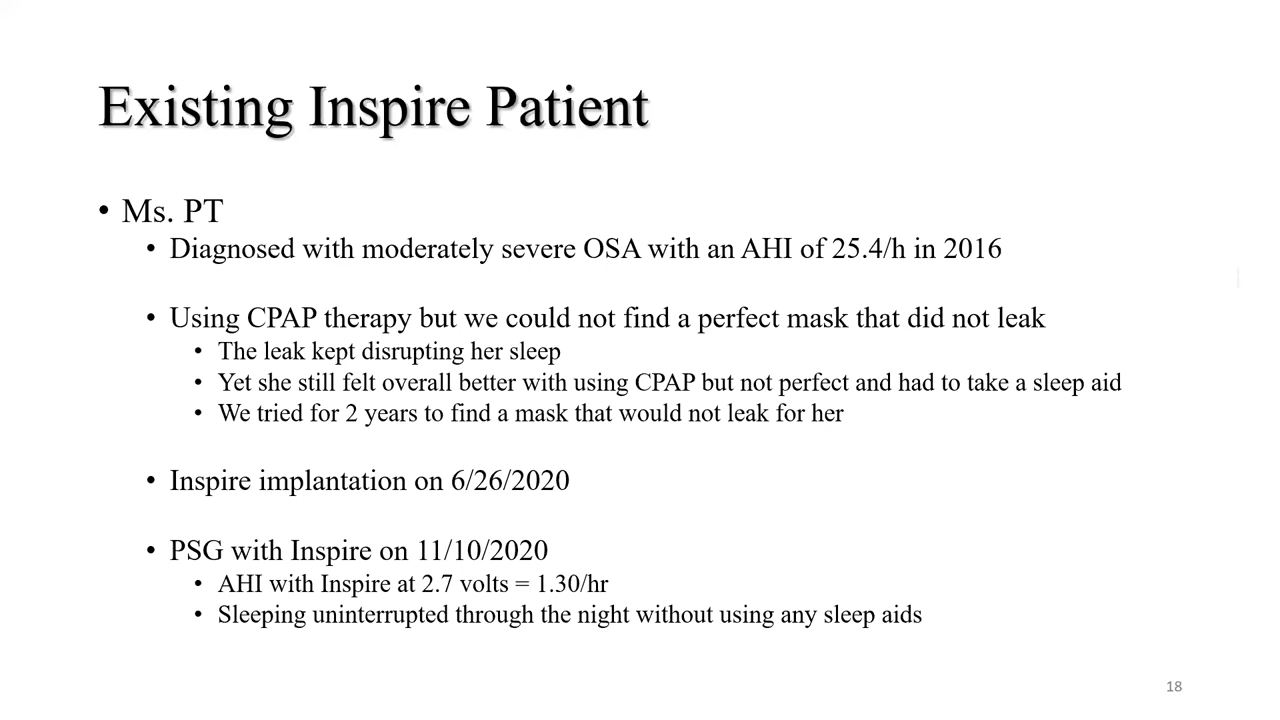 Existing Inspire Patient
• Ms. PT
• Diagnosed with moderately severe OSA with an AHI of 25.4/h in 2016
• Using CPAP therapy but we could not find a perfect mask that did not leak
• The leak kept disrupting her sleep
• Yet she still felt overall better with using CPAP but not perfect and had to take a sleep aid
• We tried for 2 years to find a mask that would not leak for her
• Inspire implantation on 6/26/2020
• PSG with Inspire on 11/10/2020
• AHI with Inspire at 2.7 volts = 1.30/hr
• Sleeping uninterrupted through the night without using any sleep aids
18